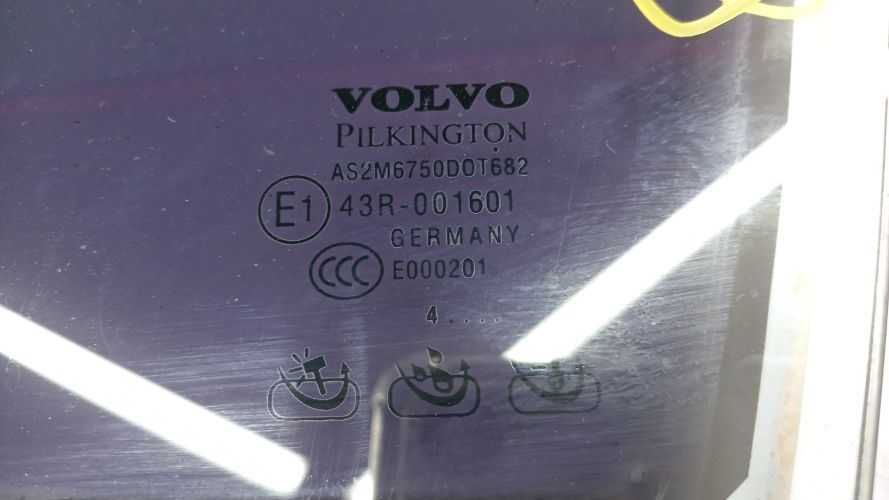 VOLVO
PILKINGTON
AS2M6750DOT682
E1 43R-001601
GERMANY
CCC E000201
4....